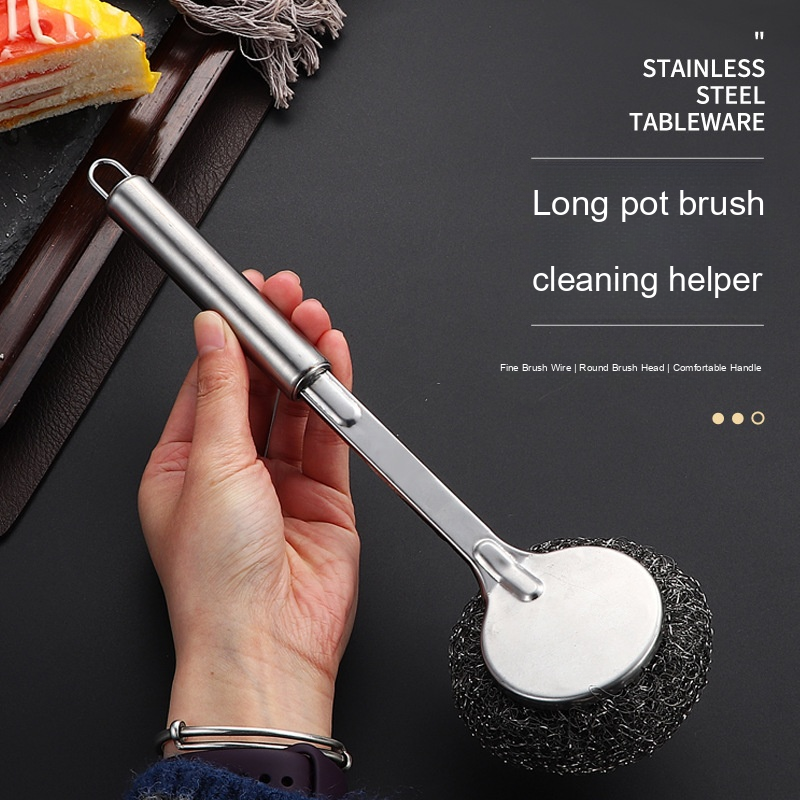 "
STAINLESS
STEEL
TABLEWARE
Long pot brush
cleaning helper
Fine Brush Wire | Round Brush Head | Comfortable Handle